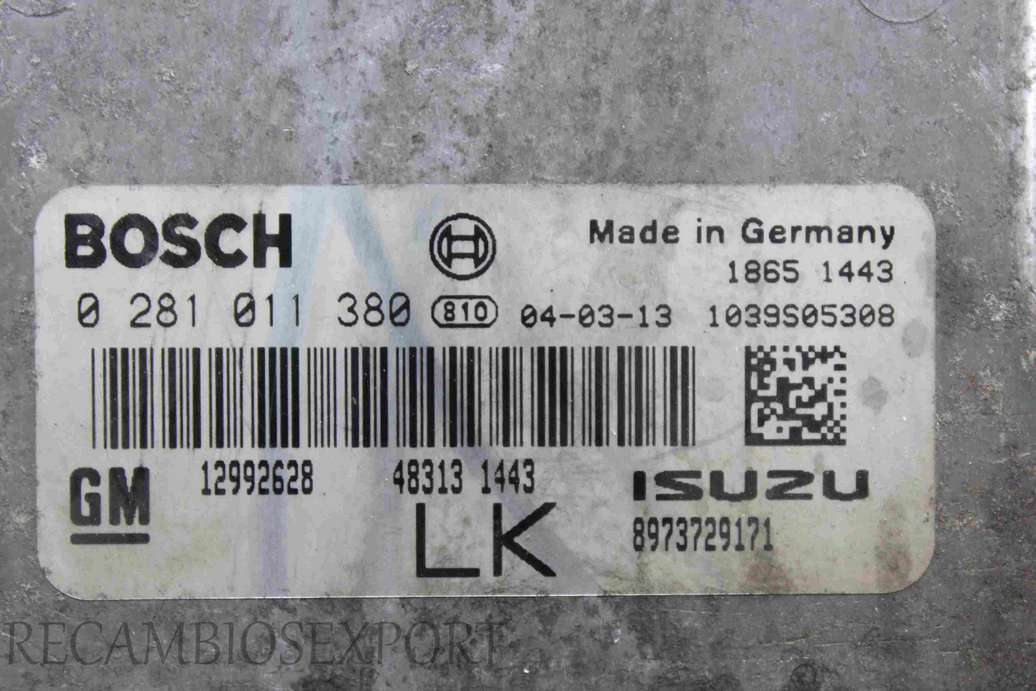 BOSCH Made in Germany
1865 1443
0 281 011 380 810 04-03-13 1039S05308
12992628 48313 1443 ISUZU
GM LK 8973729171
RECAMBIOSEXPORT